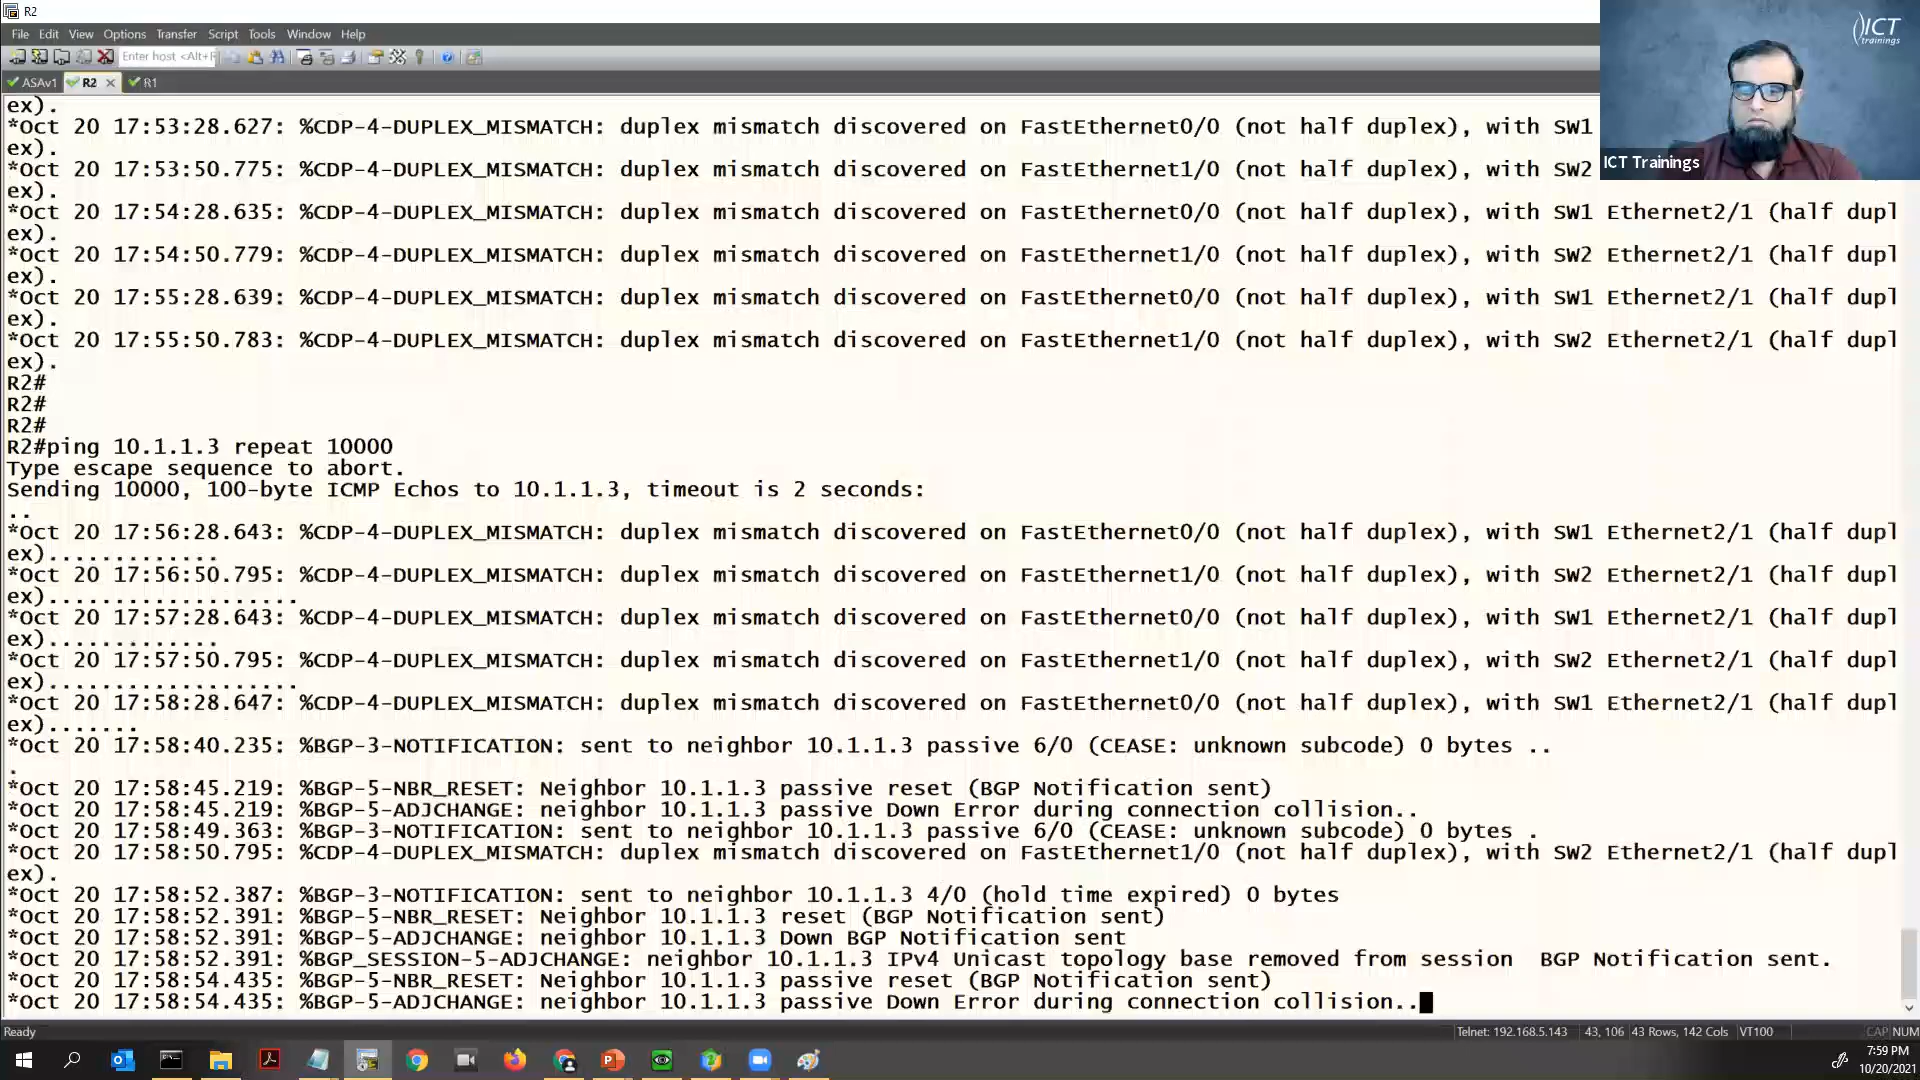 R2
File Edit View Options Transfer Script Tools Window Help
Enter host <Alt+R
ASAv1 R2 R1
ex).
*Oct 20 17:53:28.627: %CDP-4-DUPLEX_MISMATCH: duplex mismatch discovered on FastEthernet0/0 (not half duplex), with SW1
ex).
*Oct 20 17:53:50.775: %CDP-4-DUPLEX_MISMATCH: duplex mismatch discovered on FastEthernet1/0 (not half duplex), with SW2
ex).
*Oct 20 17:54:28.635: %CDP-4-DUPLEX_MISMATCH: duplex mismatch discovered on FastEthernet0/0 (not half duplex), with SW1 Ethernet2/1 (half dupl
ex).
*Oct 20 17:54:50.779: %CDP-4-DUPLEX_MISMATCH: duplex mismatch discovered on FastEthernet1/0 (not half duplex), with SW2 Ethernet2/1 (half dupl
ex).
*Oct 20 17:55:28.639: %CDP-4-DUPLEX_MISMATCH: duplex mismatch discovered on FastEthernet0/0 (not half duplex), with SW1 Ethernet2/1 (half dupl
ex).
*Oct 20 17:55:50.783: %CDP-4-DUPLEX_MISMATCH: duplex mismatch discovered on FastEthernet1/0 (not half duplex), with SW2 Ethernet2/1 (half dupl
ex).
R2#
R2#
R2#
R2#ping 10.1.1.3 repeat 10000
Type escape sequence to abort.
Sending 10000, 100-byte ICMP Echos to 10.1.1.3, timeout is 2 seconds:
..
*Oct 20 17:56:28.643: %CDP-4-DUPLEX_MISMATCH: duplex mismatch discovered on FastEthernet0/0 (not half duplex), with SW1 Ethernet2/1 (half dupl
ex).............
*Oct 20 17:56:50.795: %CDP-4-DUPLEX_MISMATCH: duplex mismatch discovered on FastEthernet1/0 (not half duplex), with SW2 Ethernet2/1 (half dupl
ex)...................
*Oct 20 17:57:28.643: %CDP-4-DUPLEX_MISMATCH: duplex mismatch discovered on FastEthernet0/0 (not half duplex), with SW1 Ethernet2/1 (half dupl
ex).............
*Oct 20 17:57:50.795: %CDP-4-DUPLEX_MISMATCH: duplex mismatch discovered on FastEthernet1/0 (not half duplex), with SW2 Ethernet2/1 (half dupl
ex)...................
*Oct 20 17:58:28.647: %CDP-4-DUPLEX_MISMATCH: duplex mismatch discovered on FastEthernet0/0 (not half duplex), with SW1 Ethernet2/1 (half dupl
ex).......
*Oct 20 17:58:40.235: %BGP-3-NOTIFICATION: sent to neighbor 10.1.1.3 passive 6/0 (CEASE: unknown subcode) 0 bytes ..
.
*Oct 20 17:58:45.219: %BGP-5-NBR_RESET: Neighbor 10.1.1.3 passive reset (BGP Notification sent)
*Oct 20 17:58:45.219: %BGP-5-ADJCHANGE: neighbor 10.1.1.3 passive Down Error during connection collision..
*Oct 20 17:58:49.363: %BGP-3-NOTIFICATION: sent to neighbor 10.1.1.3 passive 6/0 (CEASE: unknown subcode) 0 bytes .
*Oct 20 17:58:50.795: %CDP-4-DUPLEX_MISMATCH: duplex mismatch discovered on FastEthernet1/0 (not half duplex), with SW2 Ethernet2/1 (half dupl
ex).
*Oct 20 17:58:52.387: %BGP-3-NOTIFICATION: sent to neighbor 10.1.1.3 4/0 (hold time expired) 0 bytes
*Oct 20 17:58:52.391: %BGP-5-NBR_RESET: Neighbor 10.1.1.3 reset (BGP Notification sent)
*Oct 20 17:58:52.391: %BGP-5-ADJCHANGE: neighbor 10.1.1.3 Down BGP Notification sent
*Oct 20 17:58:52.391: %BGP_SESSION-5-ADJCHANGE: neighbor 10.1.1.3 IPv4 Unicast topology base removed from session  BGP Notification sent.
*Oct 20 17:58:54.435: %BGP-5-NBR_RESET: Neighbor 10.1.1.3 passive reset (BGP Notification sent)
*Oct 20 17:58:54.435: %BGP-5-ADJCHANGE: neighbor 10.1.1.3 passive Down Error during connection collision..
ICT trainings
ICT Trainings
Ready
Telnet: 192.168.5.143 43, 106 43 Rows, 142 Cols VT100 CAP NUM
7:59 PM
10/20/2021